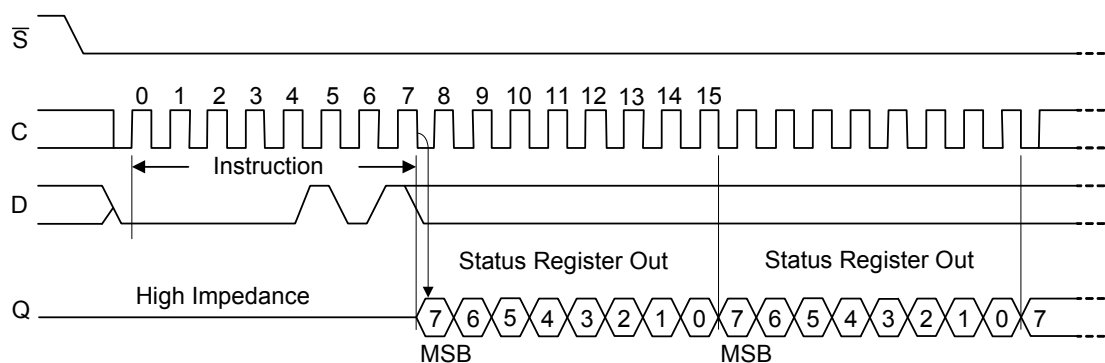 S
0 1 2 3 4 5 6 7 8 9 10 11 12 13 14 15
C
Instruction
D
Status Register Out Status Register Out
High Impedance
Q
7 6 5 4 3 2 1 0 7 6 5 4 3 2 1 0 7
MSB MSB